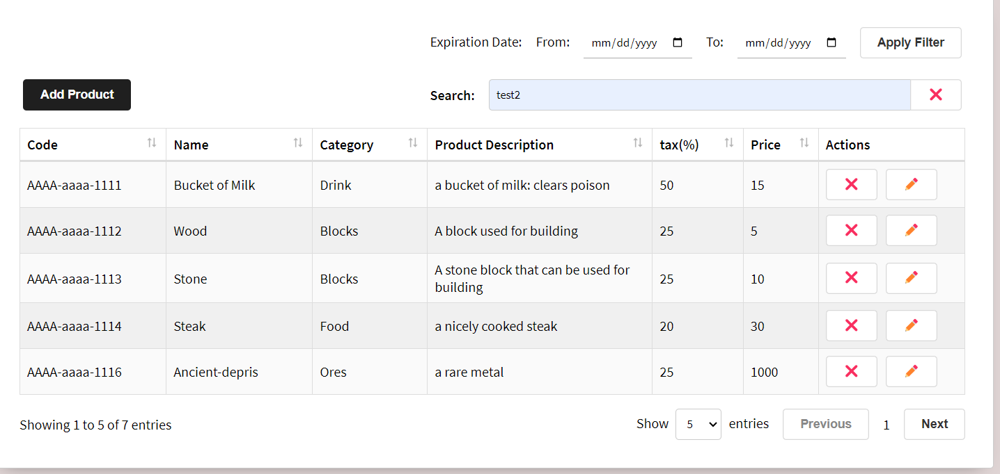 Expiration Date: From: mm/dd/yyyy To: mm/dd/yyyy Apply Filter
Add Product Search: test2
Code Name Category Product Description tax(%) Price Actions
AAAA-aaaa-1111 Bucket of Milk Drink a bucket of milk: clears poison 50 15
AAAA-aaaa-1112 Wood Blocks A block used for building 25 5
AAAA-aaaa-1113 Stone Blocks A stone block that can be used for
building 25 10
AAAA-aaaa-1114 Steak Food a nicely cooked steak 20 30
AAAA-aaaa-1116 Ancient-depris Ores a rare metal 25 1000
Showing 1 to 5 of 7 entries Show 5 entries Previous 1 Next